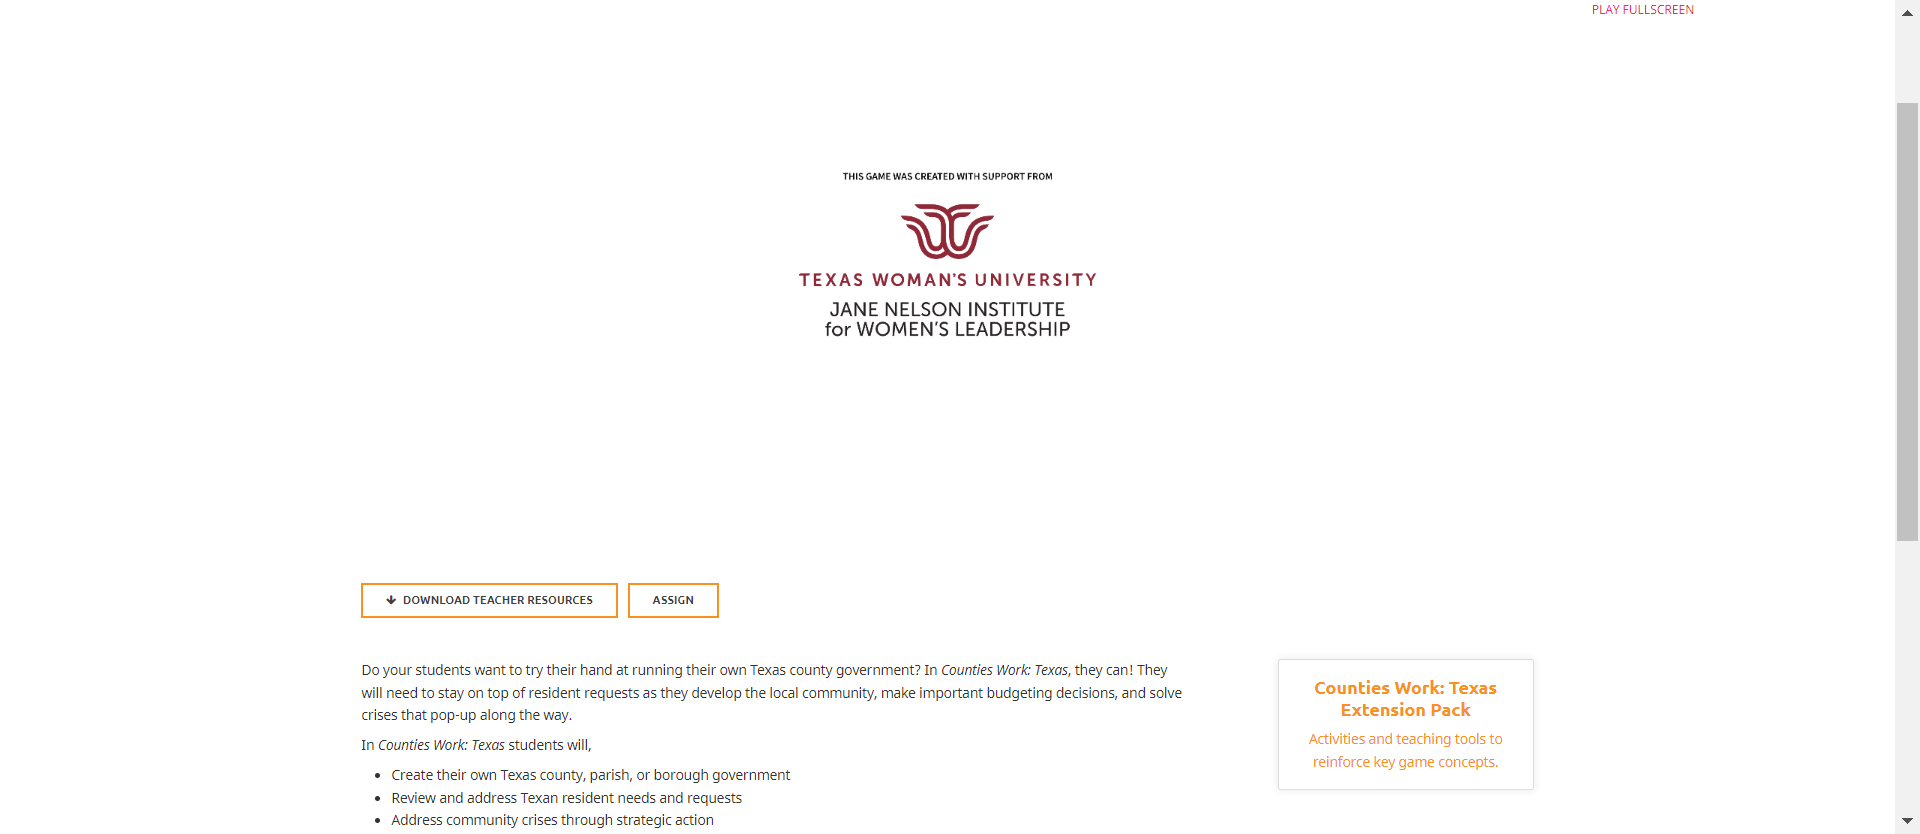 PLAY FULLSCREEN
THIS GAME WAS CREATED WITH SUPPORT FROM
TEXAS WOMAN'S UNIVERSITY
JANE NELSON INSTITUTE
for WOMEN'S LEADERSHIP
DOWNLOAD TEACHER RESOURCES
ASSIGN
Do your students want to try their hand at running their own Texas county government? In Counties Work: Texas, they can! They
will need to stay on top of resident requests as they develop the local community, make important budgeting decisions, and solve
crises that pop-up along the way.
In Counties Work: Texas students will,
• Create their own Texas county, parish, or borough government
• Review and address Texan resident needs and requests
• Address community crises through strategic action
Counties Work: Texas
Extension Pack
Activities and teaching tools to
reinforce key game concepts.